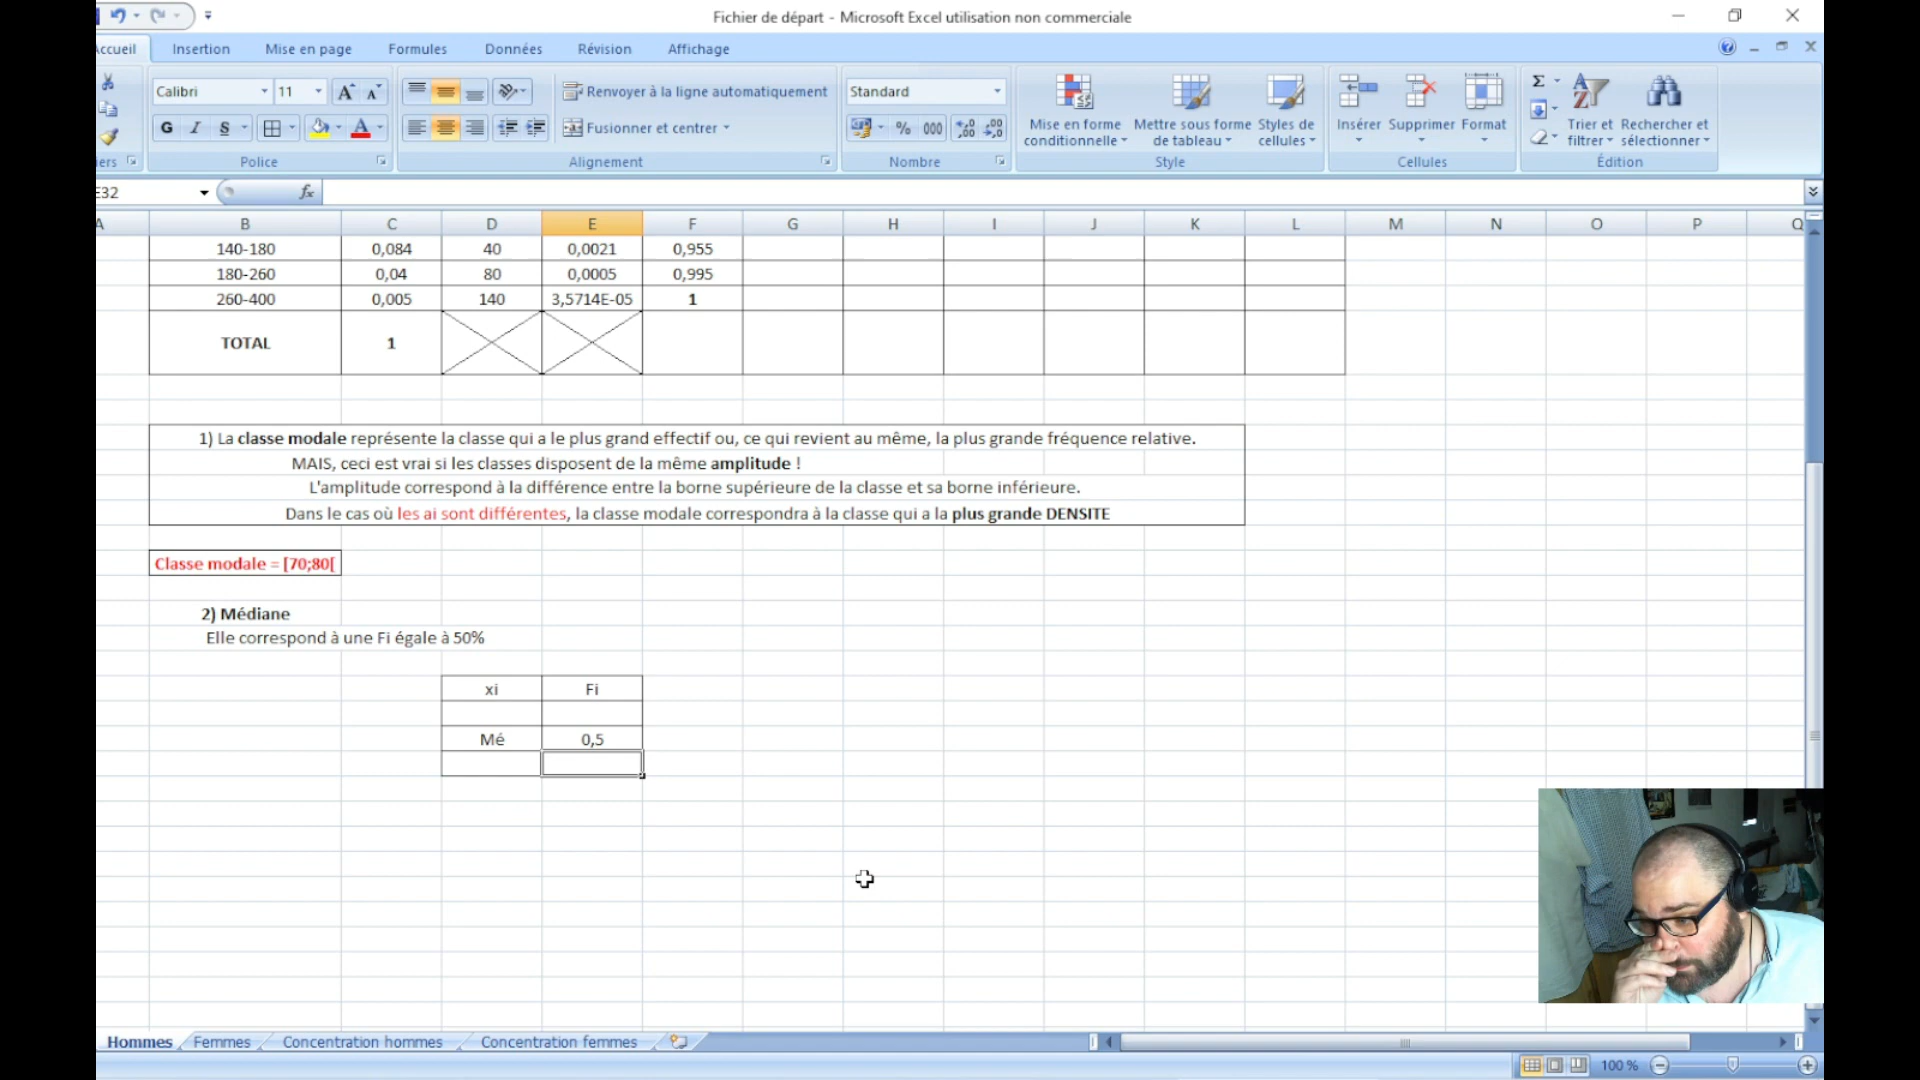 Fichier de départ - Microsoft Excel utilisation non commerciale
ccueil Insertion Mise en page Formules Données Révision Affichage
Calibri 11 Renvoyer à la ligne automatiquement Standard
G I S Fusionner et centrer % 000
Mise en forme conditionnelle Mettre sous forme de tableau Styles de cellules Insérer Supprimer Format Trier et filtrer Rechercher et sélectionner
iers Police Alignement Nombre Style Cellules Édition
E32 fx
A B C D E F G H I J K L M N O P Q
140-180 0,084 40 0,0021 0,955
180-260 0,04 80 0,0005 0,995
260-400 0,005 140 3,5714E-05 1
TOTAL 1
1) La classe modale représente la classe qui a le plus grand effectif ou, ce qui revient au même, la plus grande fréquence relative.
MAIS, ceci est vrai si les classes disposent de la même amplitude !
L'amplitude correspond à la différence entre la borne supérieure de la classe et sa borne inférieure.
Dans le cas où les ai sont différentes, la classe modale correspondra à la classe qui a la plus grande DENSITE
Classe modale = [70;80[
2) Médiane
Elle correspond à une Fi égale à 50%
xi Fi
Mé 0,5
Hommes Femmes Concentration hommes Concentration femmes
100 %